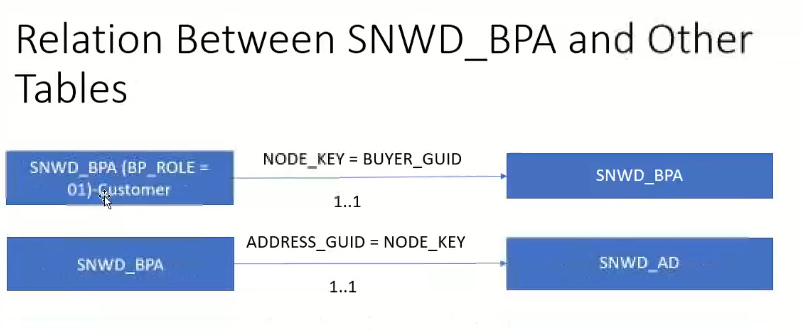 Relation Between SNWD_BPA and Other
Tables
SNWD_BPA (BP_ROLE =
01)-Customer
NODE_KEY = BUYER_GUID
1..1
SNWD_BPA
SNWD_BPA
ADDRESS_GUID = NODE_KEY
1..1
SNWD_AD